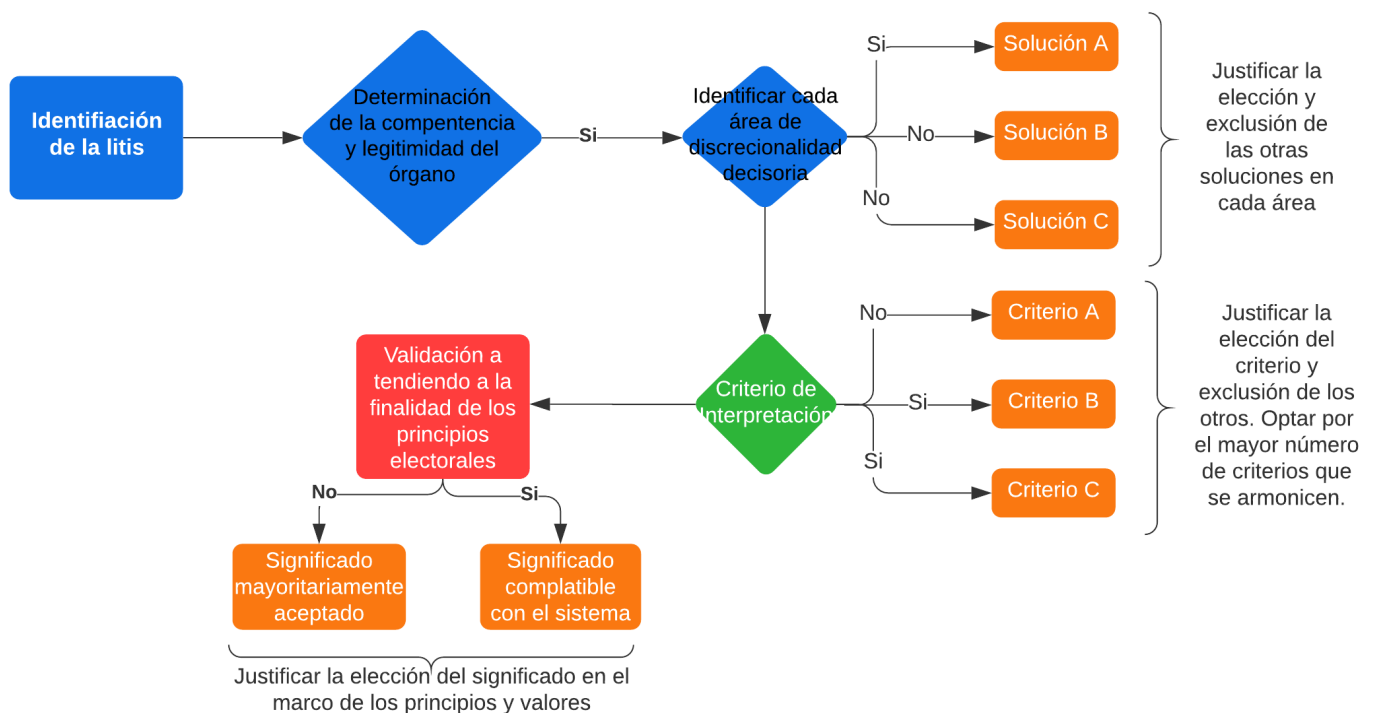 Identifiación
de la litis
Determinación
de la compentencia
y legitimidad del
órgano
Si
Identificar cada
área de
discrecionalidad
decisoria
Si
No
No
Solución A
Solución B
Solución C
Justificar la
elección y
exclusión de
las otras
soluciones en
cada área
Criterio de
Interpretación
No
Si
Si
Criterio A
Criterio B
Criterio C
Justificar la
elección del
criterio y
exclusión de los
otros. Optar por
el mayor número
de criterios que
se armonicen.
Validación a
tendiendo a la
finalidad de los
principios
electorales
No
Si
Significado
mayoritariamente
aceptado
Significado
complatible
con el sistema
Justificar la elección del significado en el
marco de los principios y valores